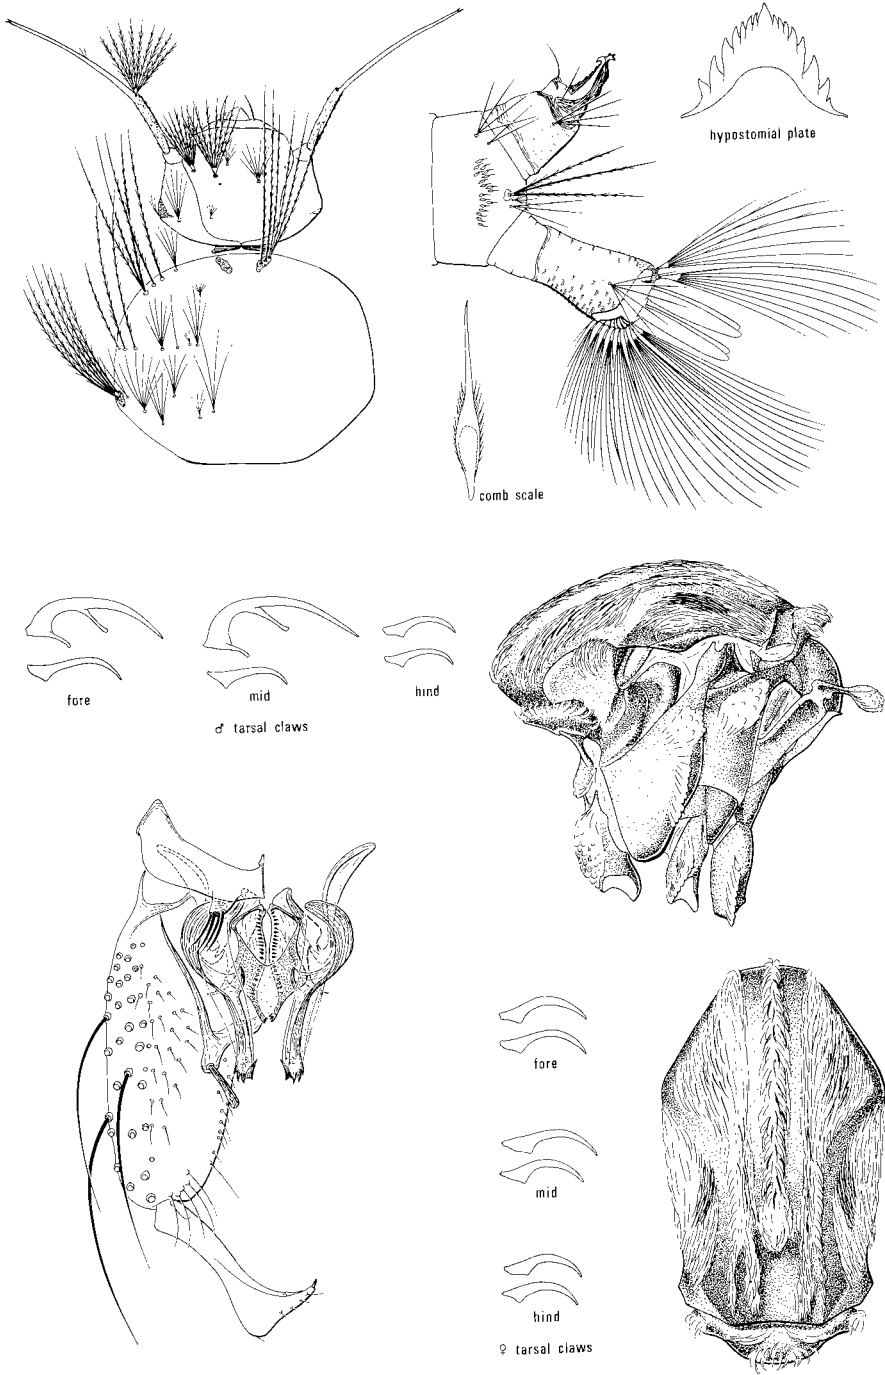 hypostomial plate
comb scale
fore
mid
hind
♂ tarsal claws
fore
mid
hind
♀ tarsal claws